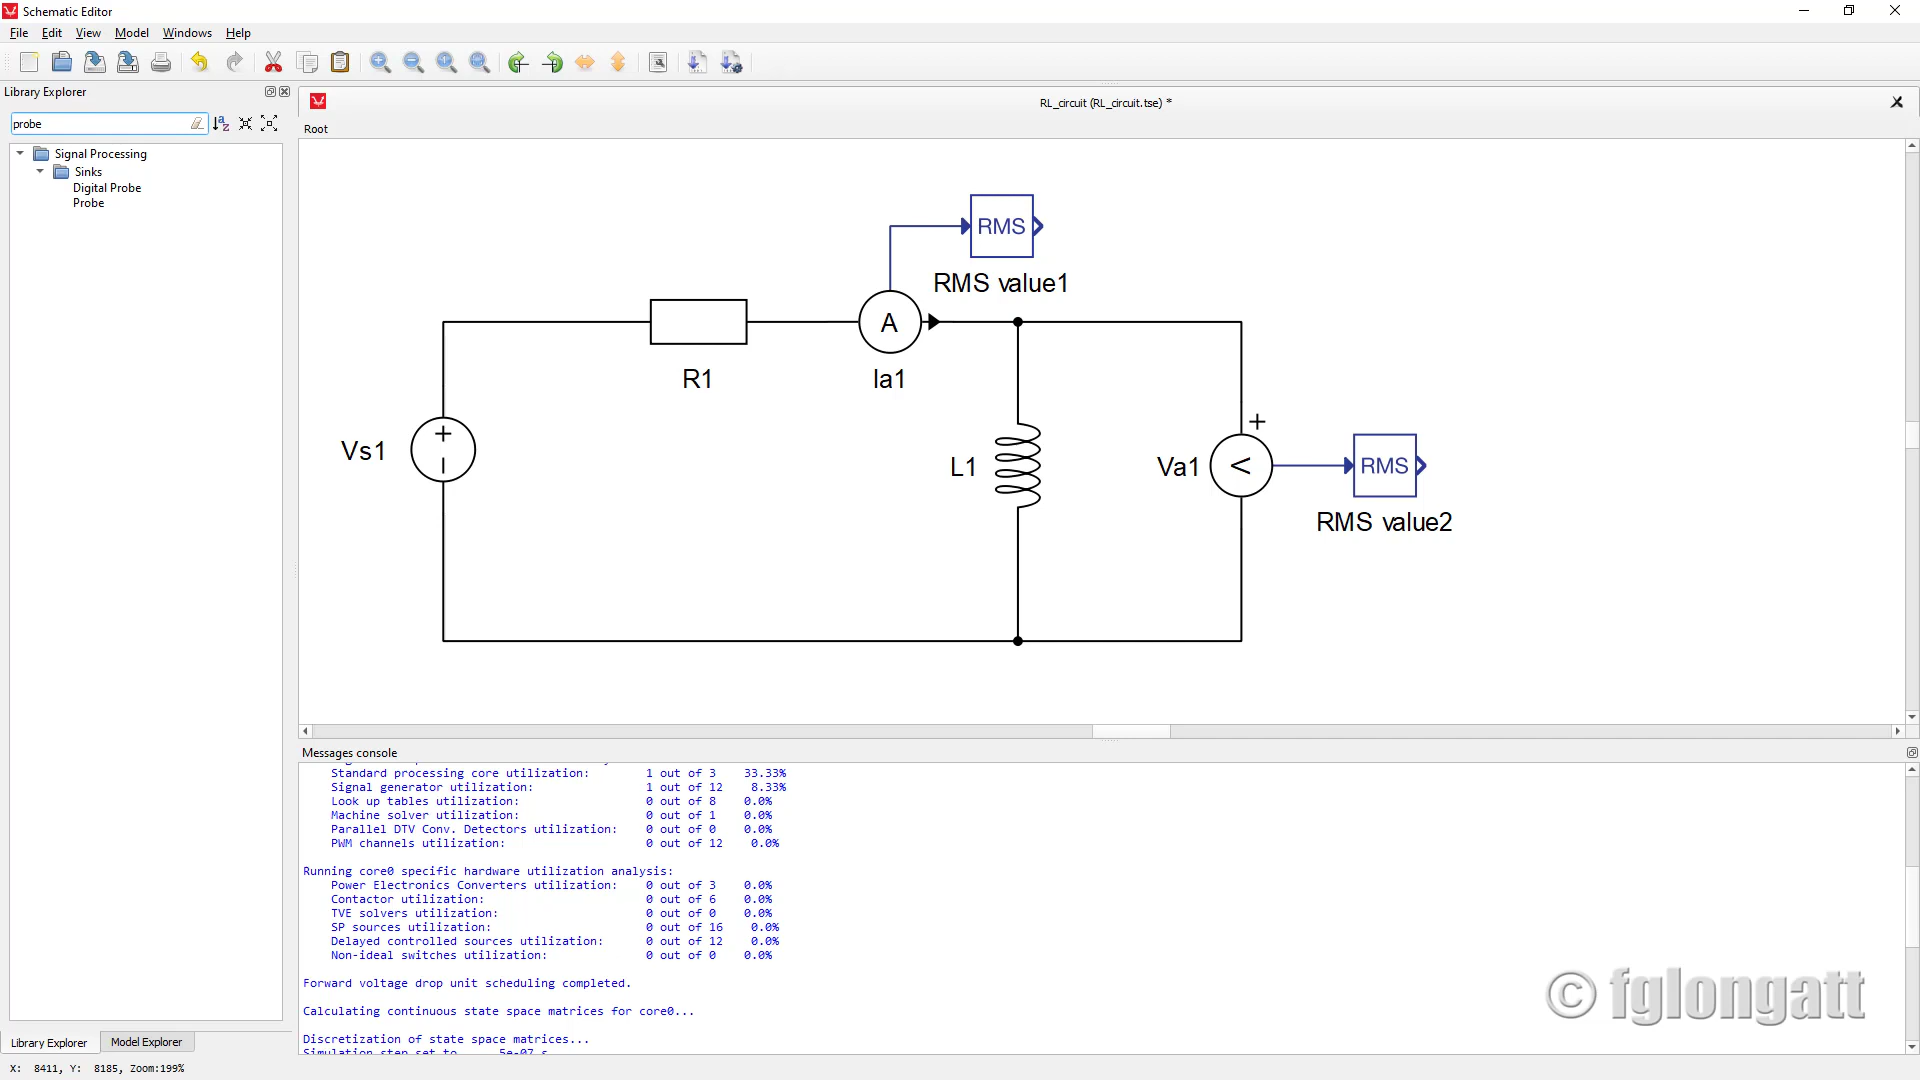 Schematic Editor
File Edit View Model Windows Help
Library Explorer
probe
Signal Processing
Sinks
Digital Probe
Probe
RL_circuit (RL_circuit.tse) *
Root
RMS
RMS value1
A
R1
Ia1
Vs1
+
L1
Va1
+
<
RMS
RMS value2
Messages console
Standard processing core utilization: 1 out of 3 33.33%
Signal generator utilization: 1 out of 12 8.33%
Look up tables utilization: 0 out of 8 0.0%
Machine solver utilization: 0 out of 1 0.0%
Parallel DTV Conv. Detectors utilization: 0 out of 0 0.0%
PWM channels utilization: 0 out of 12 0.0%
Running core0 specific hardware utilization analysis:
Power Electronics Converters utilization: 0 out of 3 0.0%
Contactor utilization: 0 out of 6 0.0%
TVE solvers utilization: 0 out of 0 0.0%
SP sources utilization: 0 out of 16 0.0%
Delayed controlled sources utilization: 0 out of 12 0.0%
Non-ideal switches utilization: 0 out of 0 0.0%
Forward voltage drop unit scheduling completed.
Calculating continuous state space matrices for core0...
Discretization of state space matrices...
Simulation step set to 5e-07 s
© fglongatt
Library Explorer Model Explorer
X: 8411, Y: 8185, Zoom:199%